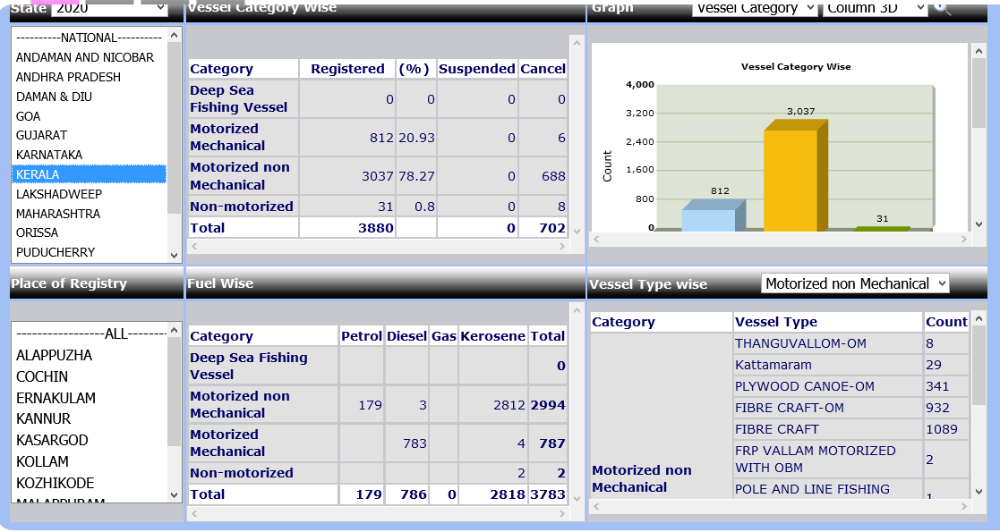 State 2020
Vessel Category Wise
Graph Vessel Category Column 3D
----------NATIONAL----------
ANDAMAN AND NICOBAR
ANDHRA PRADESH
DAMAN & DIU
GOA
GUJARAT
KARNATAKA
KERALA
LAKSHADWEEP
MAHARASHTRA
ORISSA
PUDUCHERRY
Category Registered (%) Suspended Cancel
Deep Sea
Fishing Vessel 0 0 0 0
Motorized
Mechanical 812 20.93 0 6
Motorized non
Mechanical 3037 78.27 0 688
Non-motorized 31 0.8 0 8
Total 3880 0 702
Vessel Category Wise
4,000
3,200
2,400
1,600
800
0
Count
812
3,037
31
Place of Registry
-----------------ALL--------
ALAPPUZHA
COCHIN
ERNAKULAM
KANNUR
KASARGOD
KOLLAM
KOZHIKODE
MALAPPURAM
Fuel Wise
Category Petrol Diesel Gas Kerosene Total
Deep Sea Fishing
Vessel 0
Motorized non
Mechanical 179 3 2812 2994
Motorized
Mechanical 783 4 787
Non-motorized 2 2
Total 179 786 0 2818 3783
Vessel Type wise Motorized non Mechanical
Category Vessel Type Count
THANGUVALLOM-OM 8
Kattamaram 29
PLYWOOD CANOE-OM 341
FIBRE CRAFT-OM 932
FIBRE CRAFT 1089
FRP VALLAM MOTORIZED
WITH OBM 2
Motorized non
Mechanical
POLE AND LINE FISHING 1